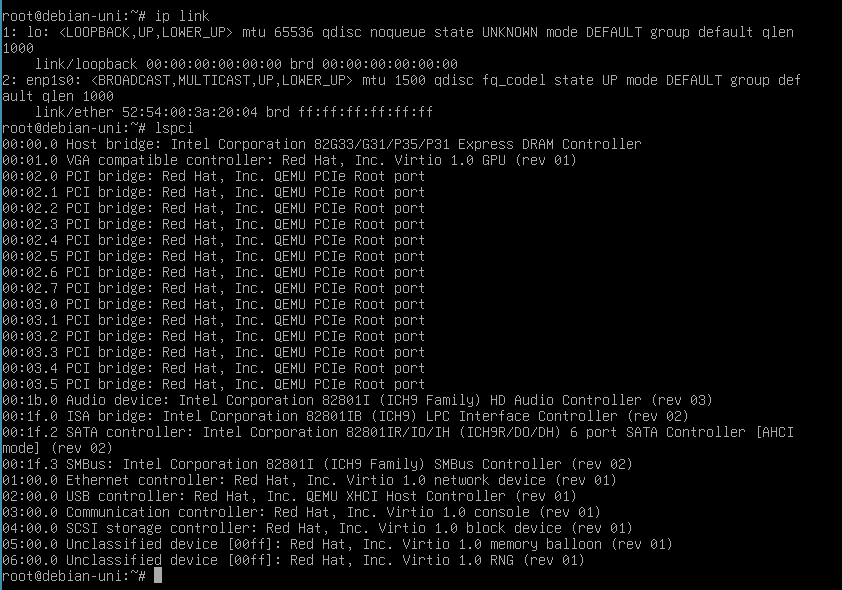 root@debian-uni:~# ip link
1: lo: <LOOPBACK,UP,LOWER_UP> mtu 65536 qdisc noqueue state UNKNOWN mode DEFAULT group default qlen
1000
    link/loopback 00:00:00:00:00:00 brd 00:00:00:00:00:00
2: enp1s0: <BROADCAST,MULTICAST,UP,LOWER_UP> mtu 1500 qdisc fq_codel state UP mode DEFAULT group def
ault qlen 1000
    link/ether 52:54:00:3a:20:04 brd ff:ff:ff:ff:ff:ff
root@debian-uni:~# lspci
00:00.0 Host bridge: Intel Corporation 82G33/G31/P35/P31 Express DRAM Controller
00:01.0 VGA compatible controller: Red Hat, Inc. Virtio 1.0 GPU (rev 01)
00:02.0 PCI bridge: Red Hat, Inc. QEMU PCIe Root port
00:02.1 PCI bridge: Red Hat, Inc. QEMU PCIe Root port
00:02.2 PCI bridge: Red Hat, Inc. QEMU PCIe Root port
00:02.3 PCI bridge: Red Hat, Inc. QEMU PCIe Root port
00:02.4 PCI bridge: Red Hat, Inc. QEMU PCIe Root port
00:02.5 PCI bridge: Red Hat, Inc. QEMU PCIe Root port
00:02.6 PCI bridge: Red Hat, Inc. QEMU PCIe Root port
00:02.7 PCI bridge: Red Hat, Inc. QEMU PCIe Root port
00:03.0 PCI bridge: Red Hat, Inc. QEMU PCIe Root port
00:03.1 PCI bridge: Red Hat, Inc. QEMU PCIe Root port
00:03.2 PCI bridge: Red Hat, Inc. QEMU PCIe Root port
00:03.3 PCI bridge: Red Hat, Inc. QEMU PCIe Root port
00:03.4 PCI bridge: Red Hat, Inc. QEMU PCIe Root port
00:03.5 PCI bridge: Red Hat, Inc. QEMU PCIe Root port
00:1b.0 Audio device: Intel Corporation 82801I (ICH9 Family) HD Audio Controller (rev 03)
00:1f.0 ISA bridge: Intel Corporation 82801IB (ICH9) LPC Interface Controller (rev 02)
00:1f.2 SATA controller: Intel Corporation 82801IR/IO/IH (ICH9R/DO/DH) 6 port SATA Controller [AHCI
mode] (rev 02)
00:1f.3 SMBus: Intel Corporation 82801I (ICH9 Family) SMBus Controller (rev 02)
01:00.0 Ethernet controller: Red Hat, Inc. Virtio 1.0 network device (rev 01)
02:00.0 USB controller: Red Hat, Inc. QEMU XHCI Host Controller (rev 01)
03:00.0 Communication controller: Red Hat, Inc. Virtio 1.0 console (rev 01)
04:00.0 SCSI storage controller: Red Hat, Inc. Virtio 1.0 block device (rev 01)
05:00.0 Unclassified device [00ff]: Red Hat, Inc. Virtio 1.0 memory balloon (rev 01)
06:00.0 Unclassified device [00ff]: Red Hat, Inc. Virtio 1.0 RNG (rev 01)
root@debian-uni:~#